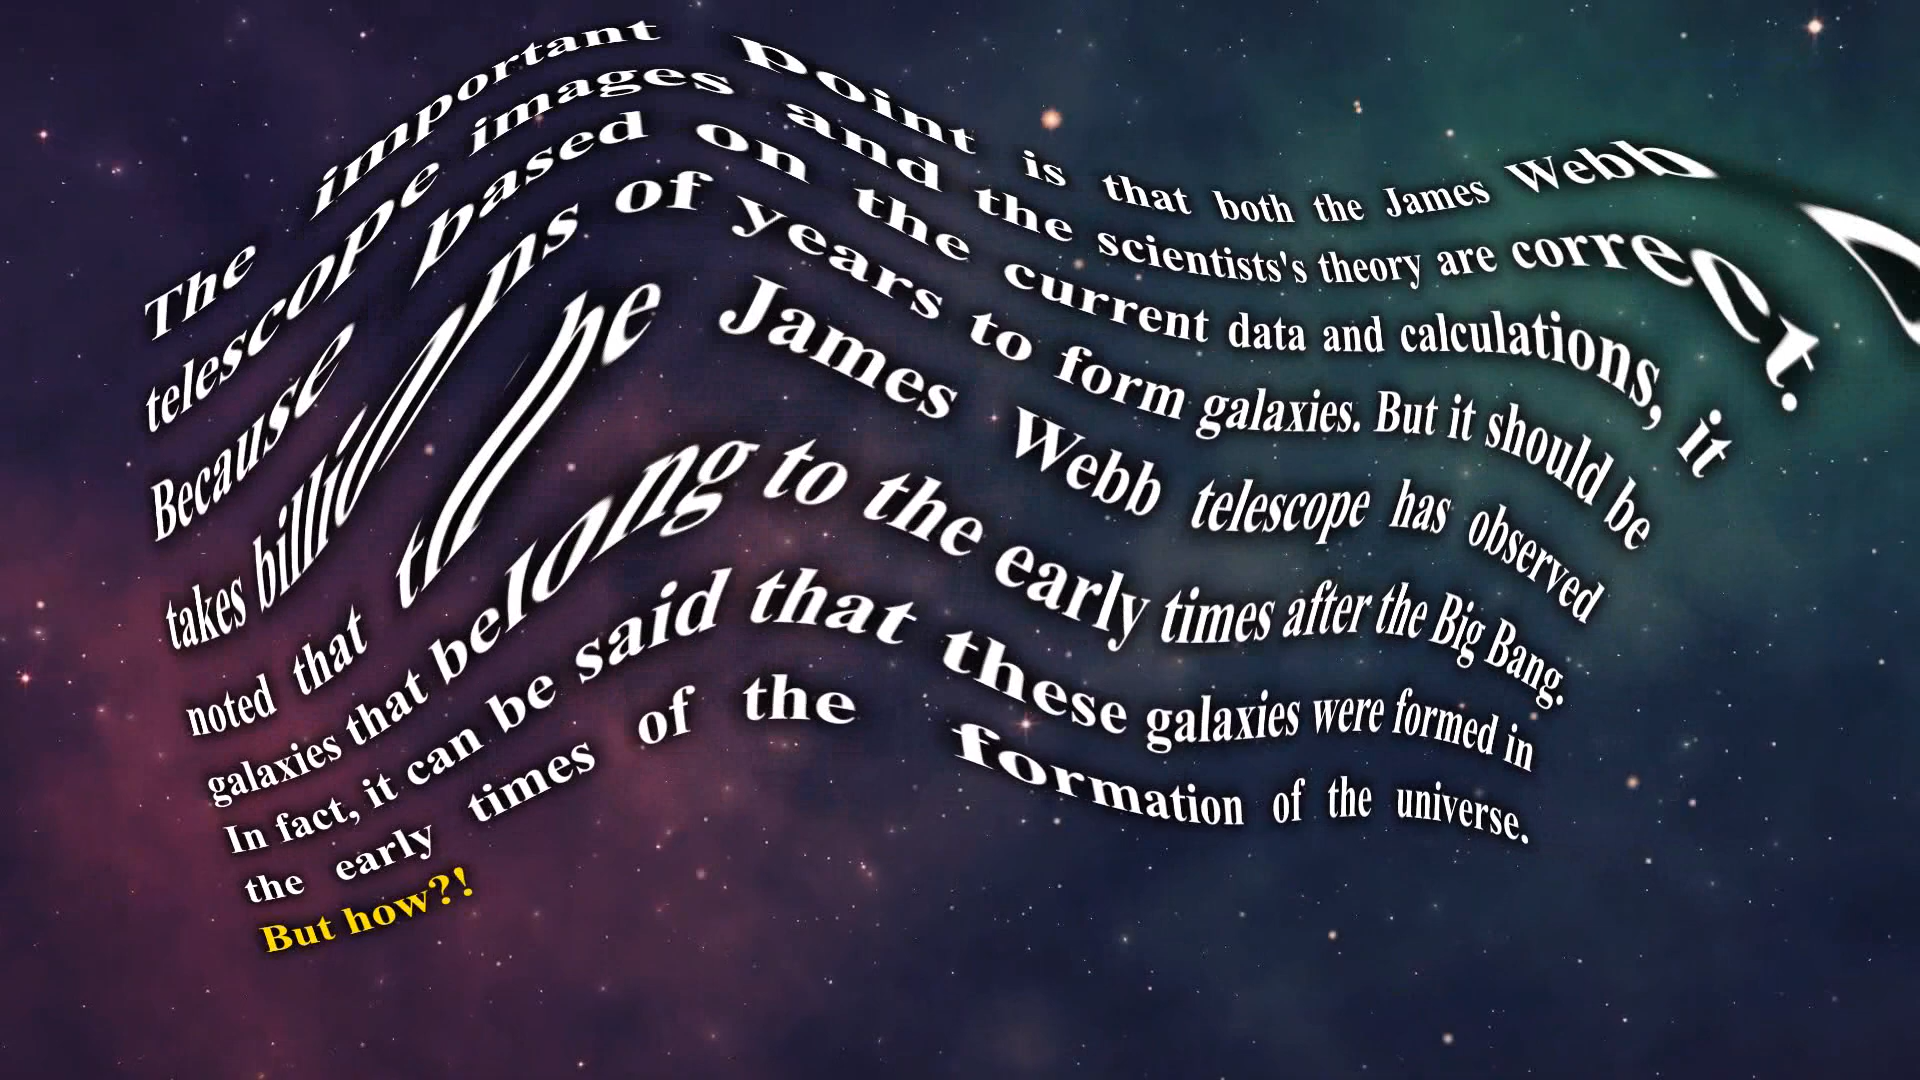 The important point is that both the James Webb
telescope images and the scientists's theory are correct.
Because based on the current data and calculations, it
takes billions of years to form galaxies. But it should be
noted that the James Webb telescope has observed
galaxies that belong to the early times after the Big Bang.
In fact, it can be said that these galaxies were formed in
the early times of the formation of the universe.
But how?!